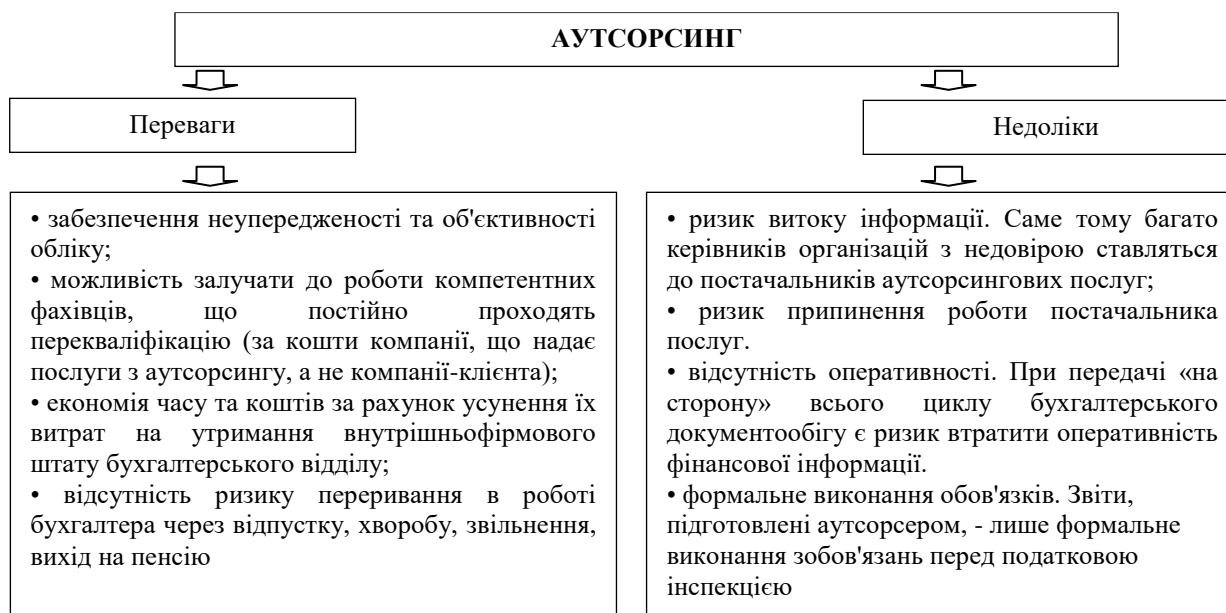 АУТСОРСИНГ
Переваги
Недоліки
• забезпечення неупередженості та об'єктивності
обліку;
• можливість залучати до роботи компетентних
фахівців, що постійно проходять
перекваліфікацію (за кошти компанії, що надає
послуги з аутсорсингу, а не компанії-клієнта);
• економія часу та коштів за рахунок усунення їх
витрат на утримання внутрішньофірмового
штату бухгалтерського відділу;
• відсутність ризику переривання в роботі
бухгалтера через відпустку, хворобу, звільнення,
вихід на пенсію
• ризик витоку інформації. Саме тому багато
керівників організацій з недовірою ставляться
до постачальників аутсорсингових послуг;
• ризик припинення роботи постачальника
послуг.
• відсутність оперативності. При передачі «на
сторону» всього циклу бухгалтерського
документообігу є ризик втратити оперативність
фінансової інформації.
• формальне виконання обов'язків. Звіти,
підготовлені аутсорсером, - лише формальне
виконання зобов'язань перед податковою
інспекцією